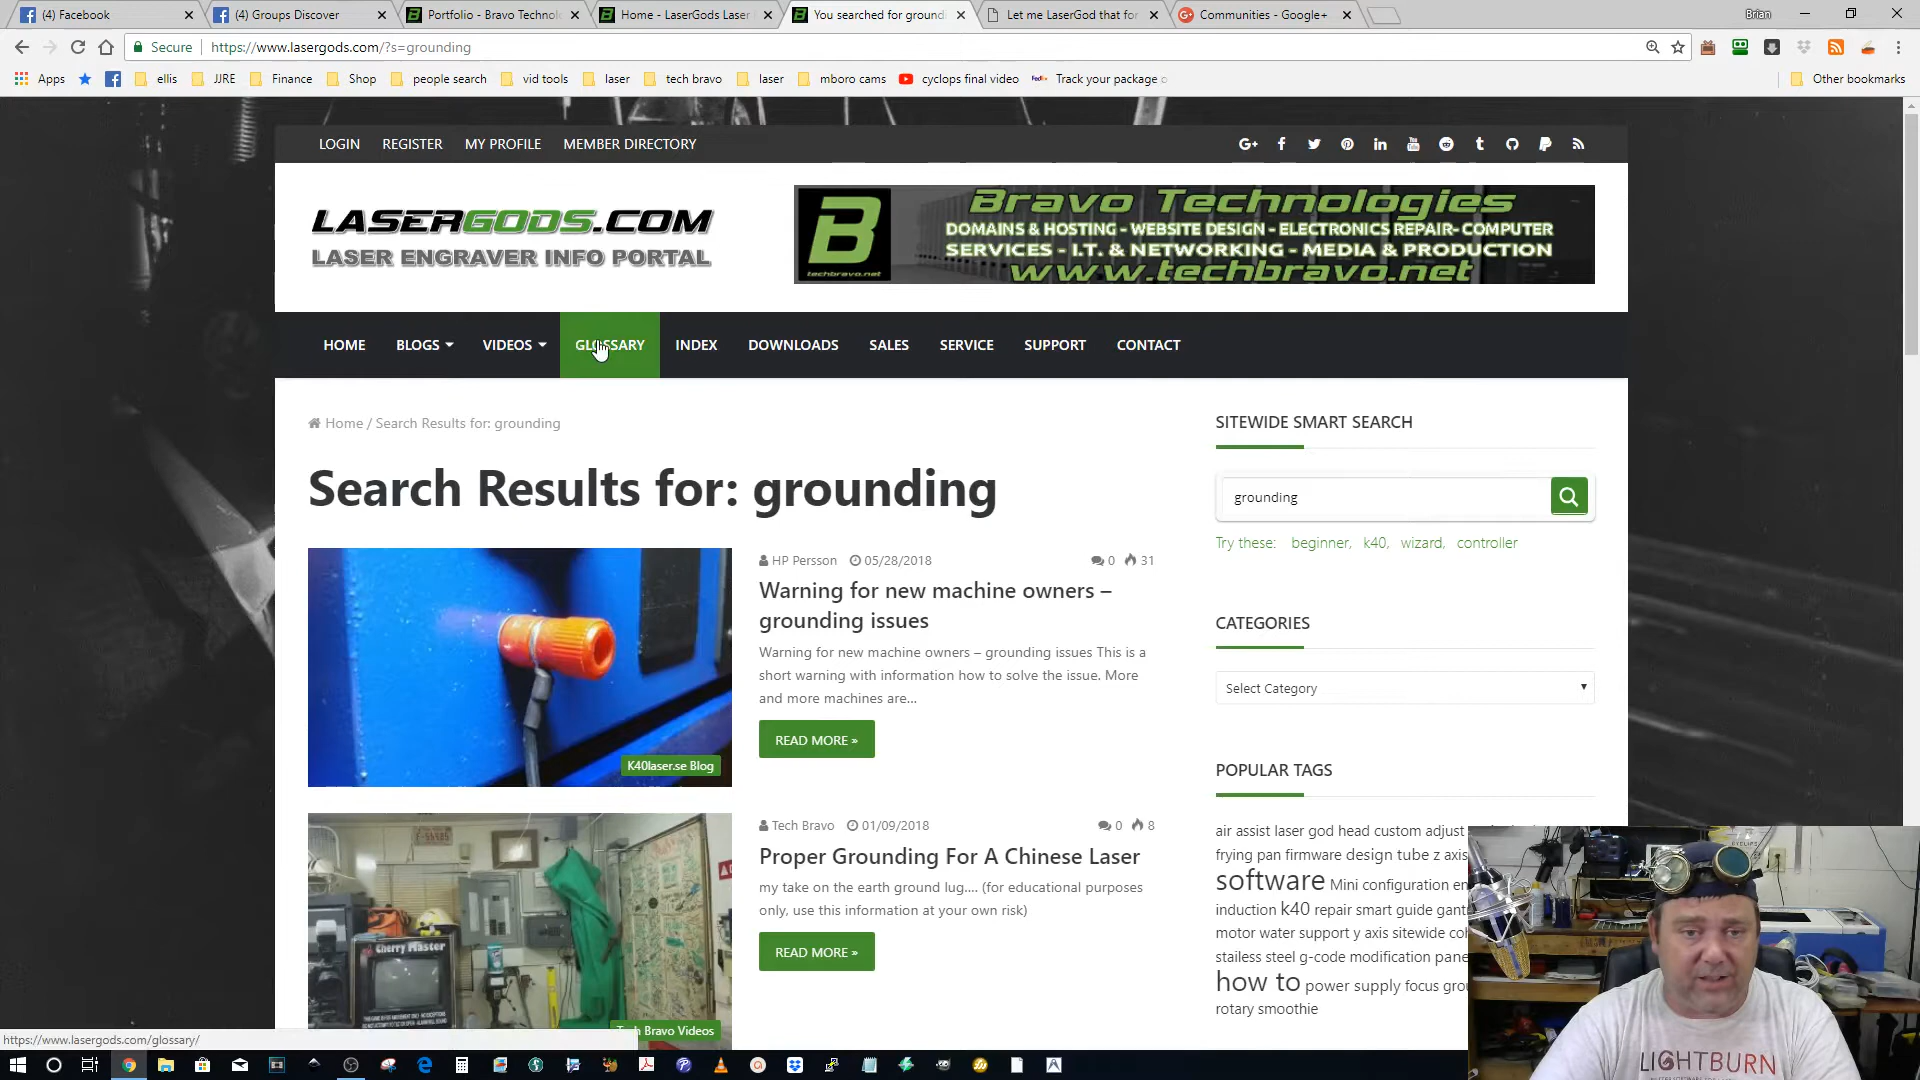 (4) Facebook
(4) Groups Discover
Portfolio - Bravo Technol
Home - LaserGods Laser
You searched for ground
Let me LaserGod that for
Communities - Google+
Brian
Secure
https://www.lasergods.com/?s=grounding
Apps
ellis
JJRE
Finance
Shop
people search
vid tools
laser
tech bravo
laser
mboro cams
cyclops final video
Track your package
Other bookmarks
LOGIN
REGISTER
MY PROFILE
MEMBER DIRECTORY
LASERGODS.COM
LASER ENGRAVER INFO PORTAL
B
techbravo.net
Bravo Technologies
DOMAINS & HOSTING - WEBSITE DESIGN - ELECTRONICS REPAIR- COMPUTER
SERVICES - I.T. & NETWORKING - MEDIA & PRODUCTION
www.techbravo.net
HOME
BLOGS
VIDEOS
GLOSSARY
INDEX
DOWNLOADS
SALES
SERVICE
SUPPORT
CONTACT
Home / Search Results for: grounding
Search Results for: grounding
K40laser.se Blog
HP Persson
05/28/2018
0
31
Warning for new machine owners –
grounding issues
Warning for new machine owners – grounding issues This is a
short warning with information how to solve the issue. More
and more machines are…
READ MORE »
Cherry Master
Tech Bravo Videos
Tech Bravo
01/09/2018
0
8
Proper Grounding For A Chinese Laser
my take on the earth ground lug…. (for educational purposes
only, use this information at your own risk)
READ MORE »
SITEWIDE SMART SEARCH
grounding
Try these: beginner, k40, wizard, controller
CATEGORIES
Select Category
POPULAR TAGS
air assist laser god head custom adjust
frying pan firmware design tube z axis
software Mini configuration
induction k40 repair smart guide
motor water support y axis sitewide
stailess steel g-code modification
how to power supply focus
rotary smoothie
LIGHTBURN
https://www.lasergods.com/glossary/